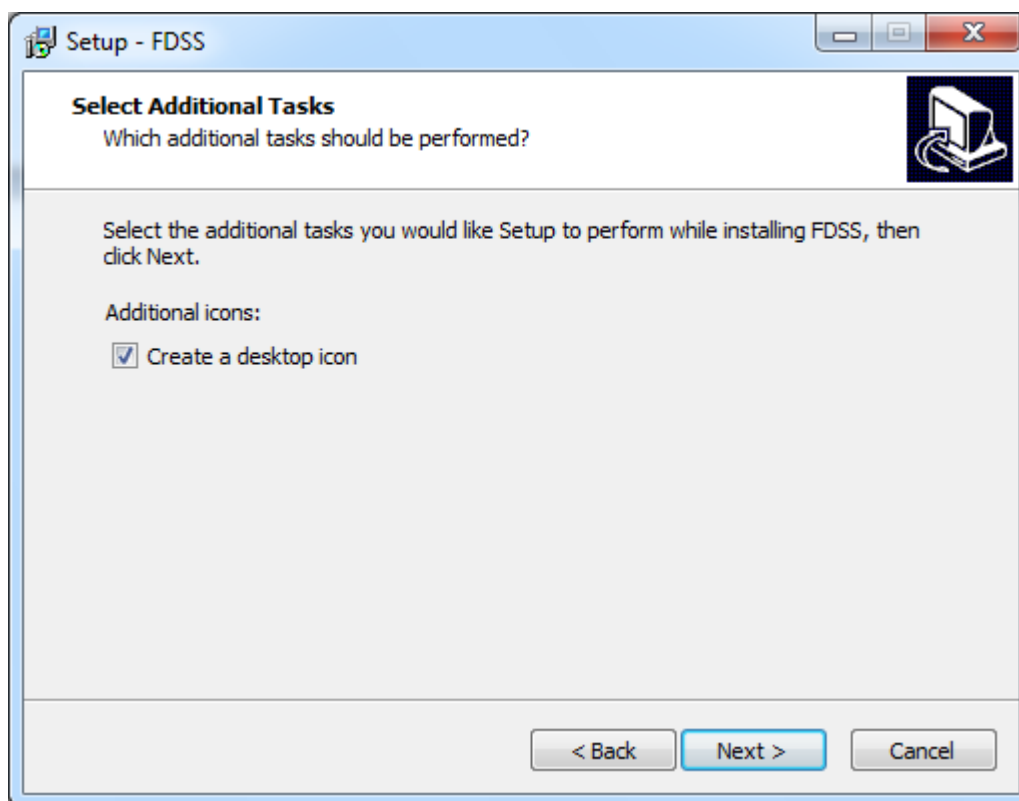 Setup - FDSS
Select Additional Tasks
Which additional tasks should be performed?
Select the additional tasks you would like Setup to perform while installing FDSS, then
click Next.
Additional icons:
Create a desktop icon
< Back Next > Cancel